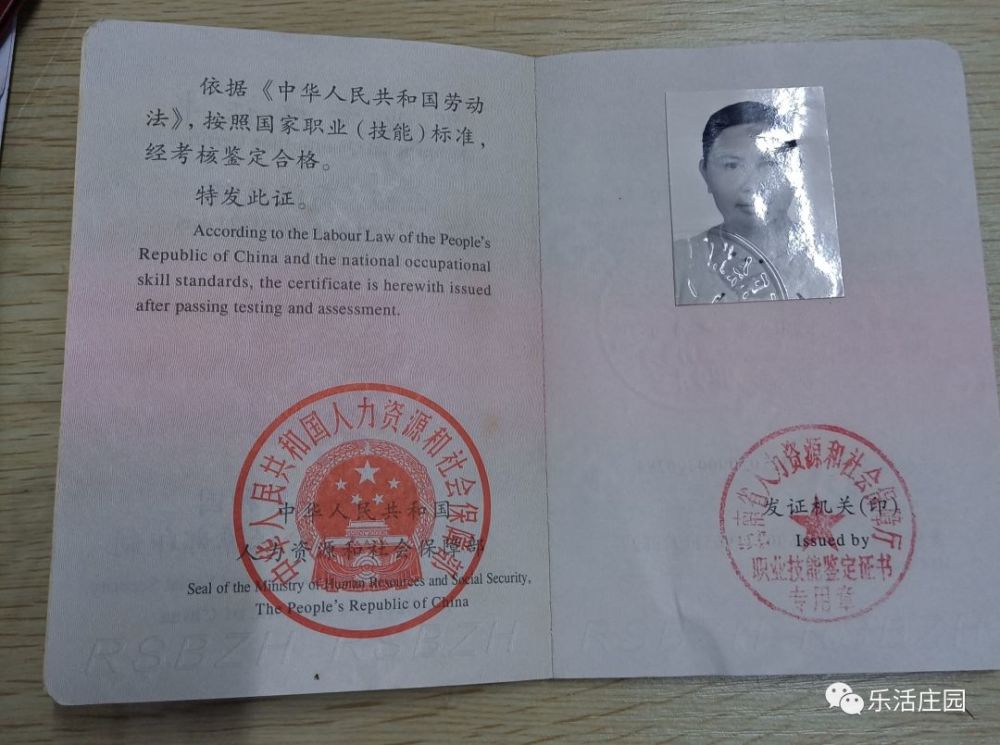 依据《中华人民共和国劳动
法》，按照国家职业（技能）标准，
经考核鉴定合格。
特发此证。
According to the Labour Law of the People's
Republic of China and the national occupational
skill standards, the certificate is herewith issued
after passing testing and assessment.
中华人民共和国人力资源和社会保障部
中华人民共和国
人力资源和社会保障部
Seal of the Ministry of Human Resources and Social Security,
The People's Republic of China
RSBZH RSBZH
云南省人力资源和社会保障厅
发证机关(印)
Issued by
职业技能鉴定证书
专用章
乐活庄园